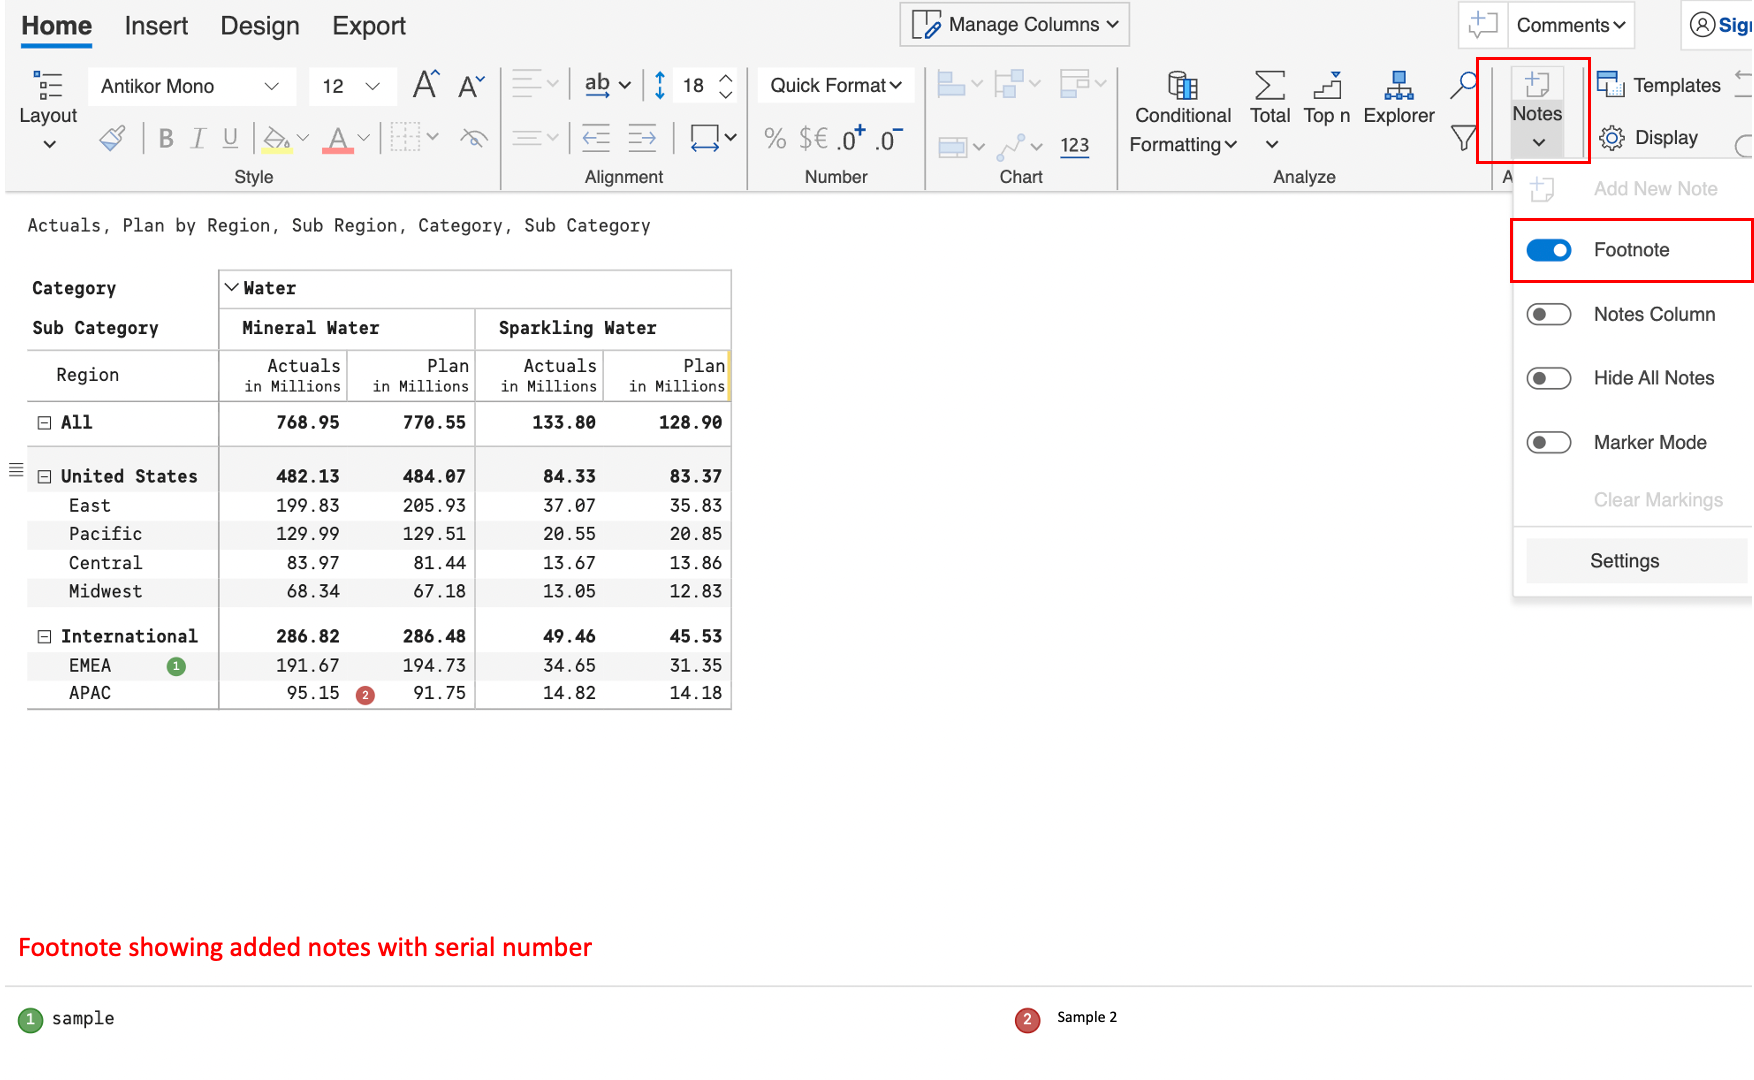 Home Insert Design Export Manage Columns Comments Sig
Layout Antikor Mono 12 A A ab 18 Quick Format Conditional Formatting Total Top n Explorer Notes Templates
B I U A % $€ .0+ .0- 123 Display
Style Alignment Number Chart Analyze A
Add New Note
Footnote
Notes Column
Hide All Notes
Marker Mode
Clear Markings
Settings
Actuals, Plan by Region, Sub Region, Category, Sub Category
Category Water
Sub Category Mineral Water Sparkling Water
Region Actuals Plan Actuals Plan
in Millions in Millions in Millions in Millions
All 768.95 770.55 133.80 128.90
United States 482.13 484.07 84.33 83.37
East 199.83 205.93 37.07 35.83
Pacific 129.99 129.51 20.55 20.85
Central 83.97 81.44 13.67 13.86
Midwest 68.34 67.18 13.05 12.83
International 286.82 286.48 49.46 45.53
EMEA 1 191.67 194.73 34.65 31.35
APAC 95.15 2 91.75 14.82 14.18
Footnote showing added notes with serial number
1 sample 2 Sample 2